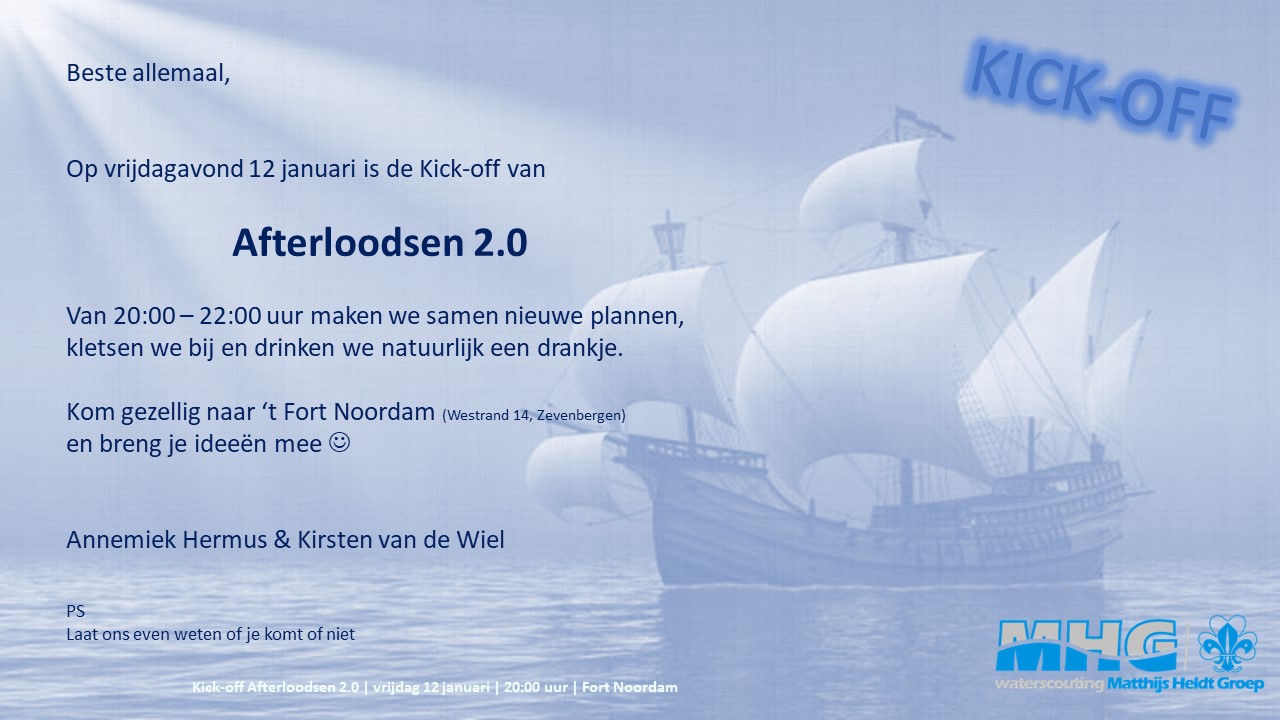 KICK-OFF
Beste allemaal,
Op vrijdagavond 12 januari is de Kick-off van
Afterloodsen 2.0
Van 20:00 – 22:00 uur maken we samen nieuwe plannen,
kletsen we bij en drinken we natuurlijk een drankje.
Kom gezellig naar ‘t Fort Noordam (Westrand 14, Zevenbergen)
en breng je ideeën mee ☺
Annemiek Hermus & Kirsten van de Wiel
PS
Laat ons even weten of je komt of niet
Kick-off Afterloodsen 2.0 | vrijdag 12 januari | 20:00 uur | Fort Noordam
MHG
waterscouting Matthijs Heldt Groep